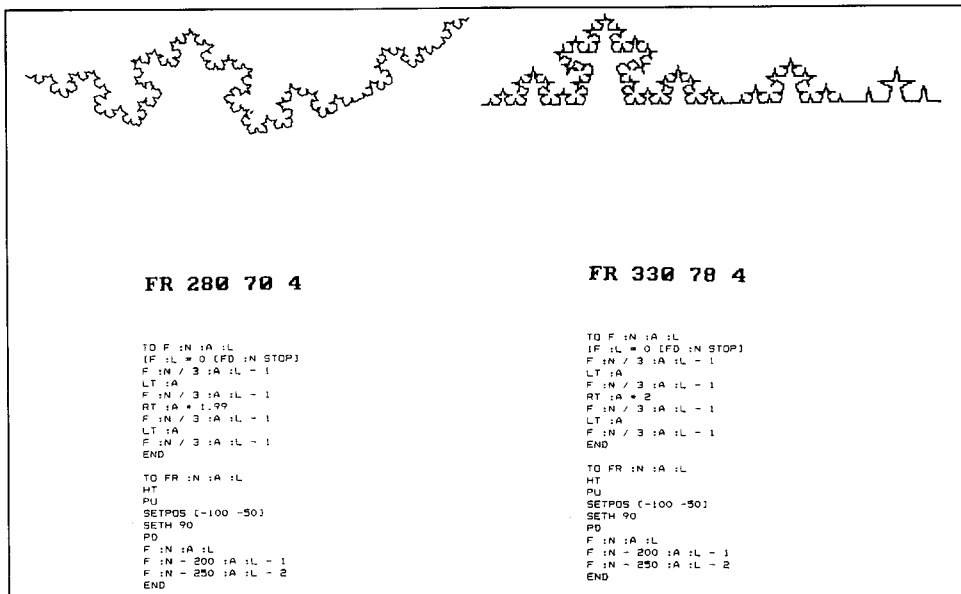 FR 280 70 4
TO F :N :A :L
[F :L = 0 [FD :N STOP]
F :N / 3 :A :L - 1
LT :A
F :N / 3 :A :L - 1
RT :A * 1.99
F :N / 3 :A :L - 1
LT :A
F :N / 3 :A :L - 1
END
TO FR :N :A :L
HT
PU
SETPOS [-100 -50]
SETH 90
PD
F :N :A :L
F :N - 200 :A :L - 1
F :N - 250 :A :L - 2
END
FR 330 78 4
TO F :N :A :L
IF :L = 0 [FD :N STOP]
F :N / 3 :A :L - 1
LT :A
F :N / 3 :A :L - 1
RT :A * 2
F :N / 3 :A :L - 1
LT :A
F :N / 3 :A :L - 1
END
TO FR :N :A :L
HT
PU
SETPOS [-100 -50]
SETH 90
PD
F :N :A :L
F :N - 200 :A :L - 1
F :N - 250 :A :L - 2
END